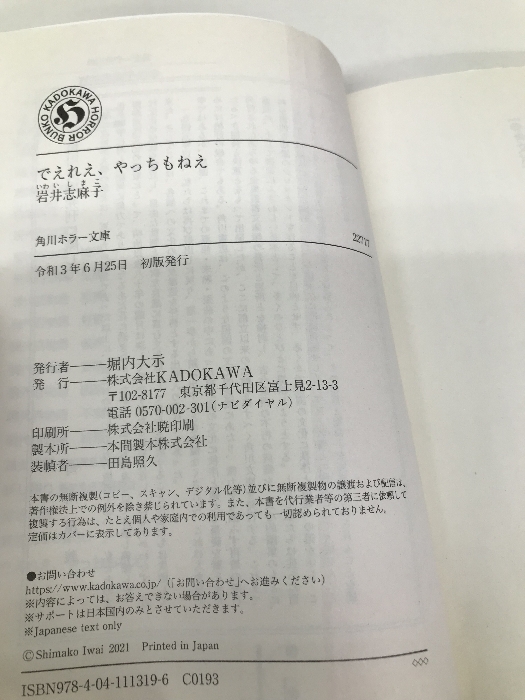 KADOKAWA HORROR BUNKO
H
でえれえ、やっちもねえ
いわいしまこ
岩井志麻子
角川ホラー文庫
22717
令和3年6月25日 初版発行
発行者――堀内大示
発 行――株式会社KADOKAWA
〒102-8177 東京都千代田区富士見2-13-3
電話 0570-002-301(ナビダイヤル)
印刷所――株式会社暁印刷
製本所――本間製本株式会社
装幀者――田島照久
本書の無断複製(コピー、スキャン、デジタル化等)並びに無断複製物の譲渡および配信は、
著作権法上での例外を除き禁じられています。また、本書を代行業者等の第三者に依頼して
複製する行為は、たとえ個人や家庭内での利用であっても一切認められておりません。
定価はカバーに表示してあります。
●お問い合わせ
https://www.kadokawa.co.jp/(「お問い合わせ」へお進みください)
※内容によっては、お答えできない場合があります。
※サポートは日本国内のみとさせていただきます。
※Japanese text only
©Shimako Iwai 2021 Printed in Japan
ISBN978-4-04-111319-6 C0193